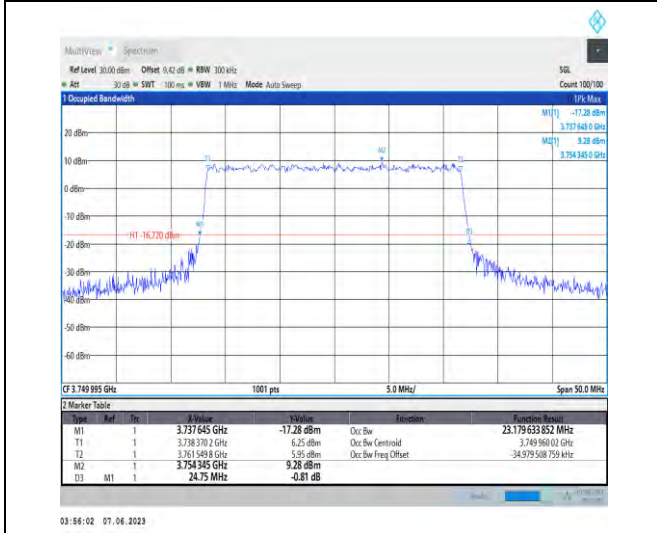 MultiView Spectrum
Ref Level 30.00 dBm Offset 9.42 dB RBW 300 kHz SGL
Att 30 dB SWT 100 ms VBW 1 MHz Mode Auto Sweep Count 100/100
1 Occupied Bandwidth 1Pk Max
M1[1] -17.28 dBm
3.737 645 0 GHz
M2[1] 9.28 dBm
3.754 345 0 GHz
20 dBm
10 dBm
0 dBm
-10 dBm
-20 dBm
-30 dBm
-40 dBm
-50 dBm
-60 dBm
T1
M2
T2
M1
D3
H1 -16.720 dBm
CF 3.749 995 GHz 1001 pts 5.0 MHz/ Span 50.0 MHz
2 Marker Table
Type Ref Trc X-Value Y-Value Function Function Result
M1 1 3.737 645 GHz -17.28 dBm Occ Bw 23.179 633 852 MHz
T1 1 3.738 370 2 GHz 6.25 dBm Occ Bw Centroid 3.749 960 02 GHz
T2 1 3.761 549 8 GHz 5.95 dBm Occ Bw Freq Offset -34.979 508 759 kHz
M2 1 3.754 345 GHz 9.28 dBm
D3 M1 1 24.75 MHz -0.81 dB
03:56:02 07.06.2023